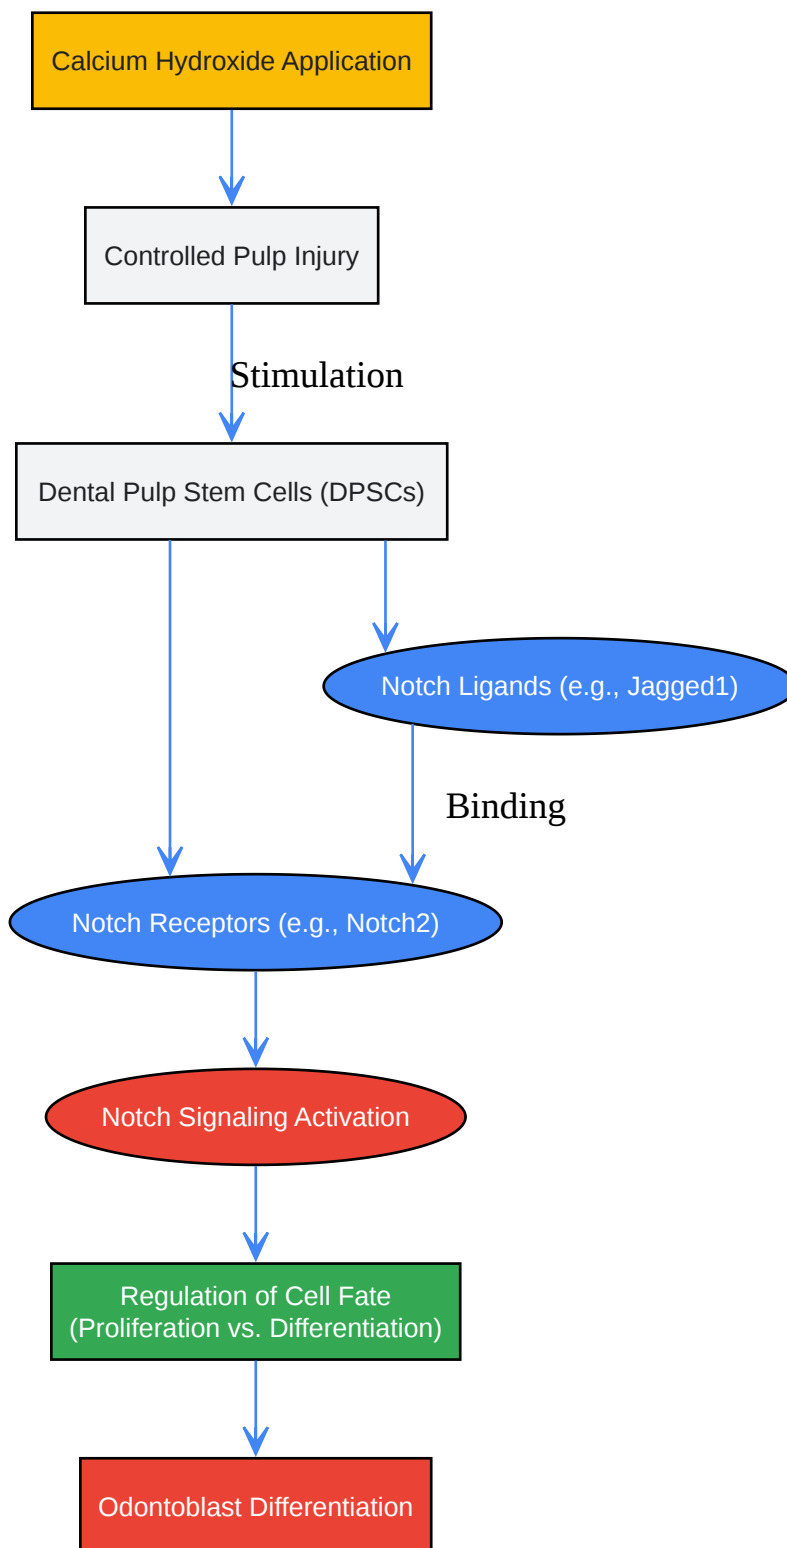 Calcium Hydroxide Application
Controlled Pulp Injury
Stimulation
Dental Pulp Stem Cells (DPSCs)
Notch Ligands (e.g., Jagged1)
Binding
Notch Receptors (e.g., Notch2)
Notch Signaling Activation
Regulation of Cell Fate
(Proliferation vs. Differentiation)
Odontoblast Differentiation